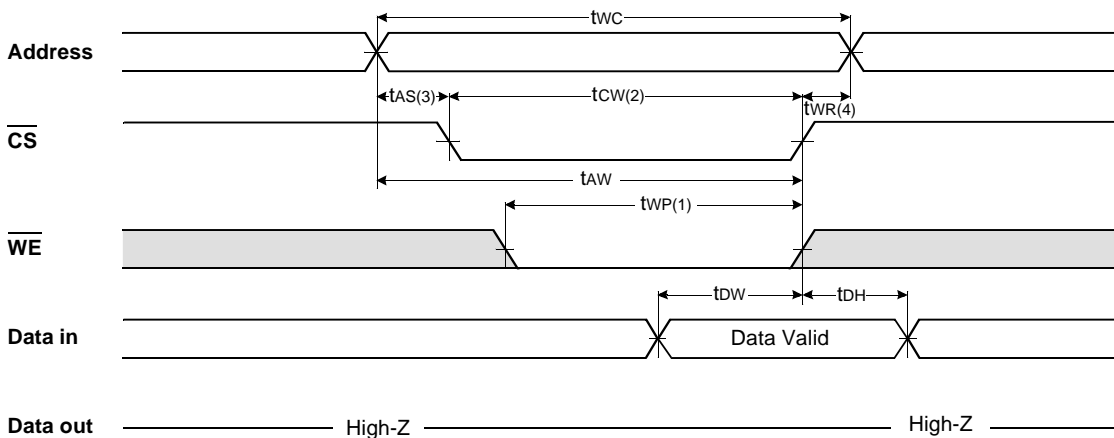 tWC
Address
tAS(3) tCW(2) tWR(4)
CS
tAW
tWP(1)
WE
tDW tDH
Data in Data Valid
Data out High-Z High-Z